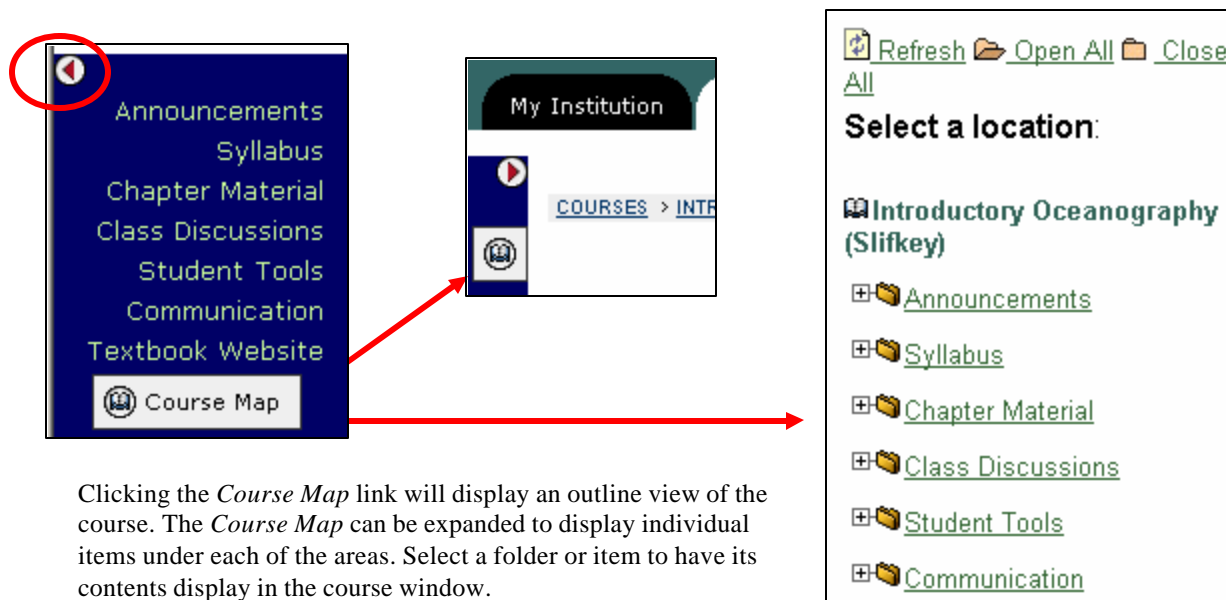 Announcements
Syllabus
Chapter Material
Class Discussions
Student Tools
Communication
Textbook Website
Course Map
My Institution
COURSES > INTR
Refresh Open All Close
All
Select a location:
Introductory Oceanography
(Slifkey)
Announcements
Syllabus
Chapter Material
Class Discussions
Student Tools
Communication
Clicking the Course Map link will display an outline view of the
course. The Course Map can be expanded to display individual
items under each of the areas. Select a folder or item to have its
contents display in the course window.